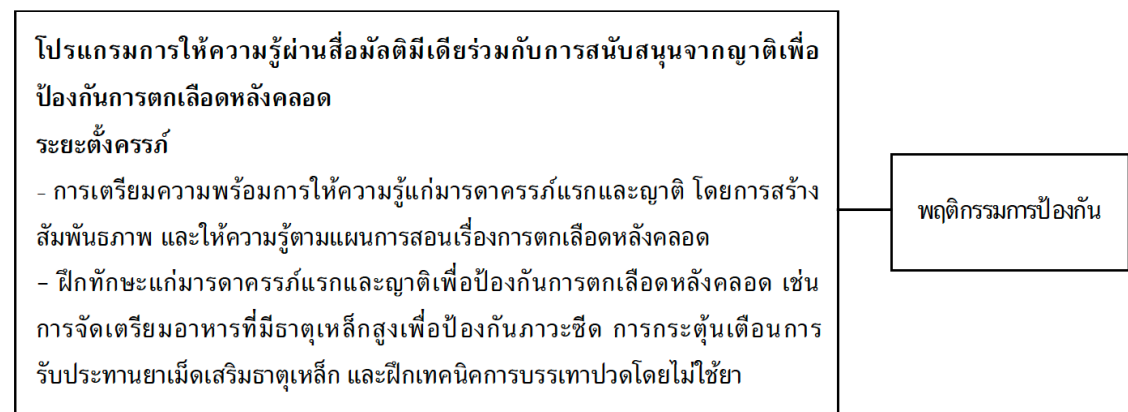 โปรแกรมการให้ความรู้ผ่านสื่อมัลติมีเดียร่วมกับการสนับสนุนจากญาติเพื่อ
ป้องกันการตกเลือดหลังคลอด
ระยะตั้งครรภ์
- การเตรียมความพร้อมการให้ความรู้แก่มารดาครรภ์แรกและญาติ โดยการสร้าง
สัมพันธภาพ และให้ความรู้ตามแผนการสอนเรื่องการตกเลือดหลังคลอด
- ฝึกทักษะแก่มารดาครรภ์แรกและญาติเพื่อป้องกันการตกเลือดหลังคลอด เช่น
การจัดเตรียมอาหารที่มีธาตุเหล็กสูงเพื่อป้องกันภาวะซีด การกระตุ้นเตือนการ
รับประทานยาเม็ดเสริมธาตุเหล็ก และฝึกเทคนิคการบรรเทาปวดโดยไม่ใช้ยา
พฤติกรรมการป้องกัน